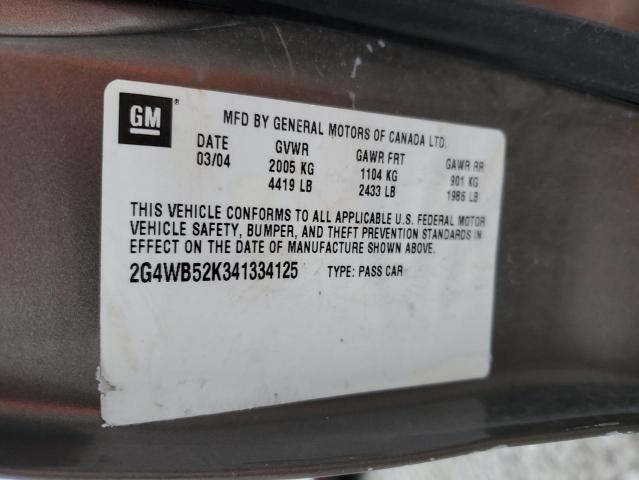 GM ®
MFD BY GENERAL MOTORS OF CANADA LTD.
DATE GVWR GAWR FRT GAWR RR
03/04 2005 KG 1104 KG 901 KG
4419 LB 2433 LB 1986 LB
THIS VEHICLE CONFORMS TO ALL APPLICABLE U.S. FEDERAL MOTOR
VEHICLE SAFETY, BUMPER, AND THEFT PREVENTION STANDARDS IN
EFFECT ON THE DATE OF MANUFACTURE SHOWN ABOVE.
2G4WB52K341334125 TYPE: PASS CAR